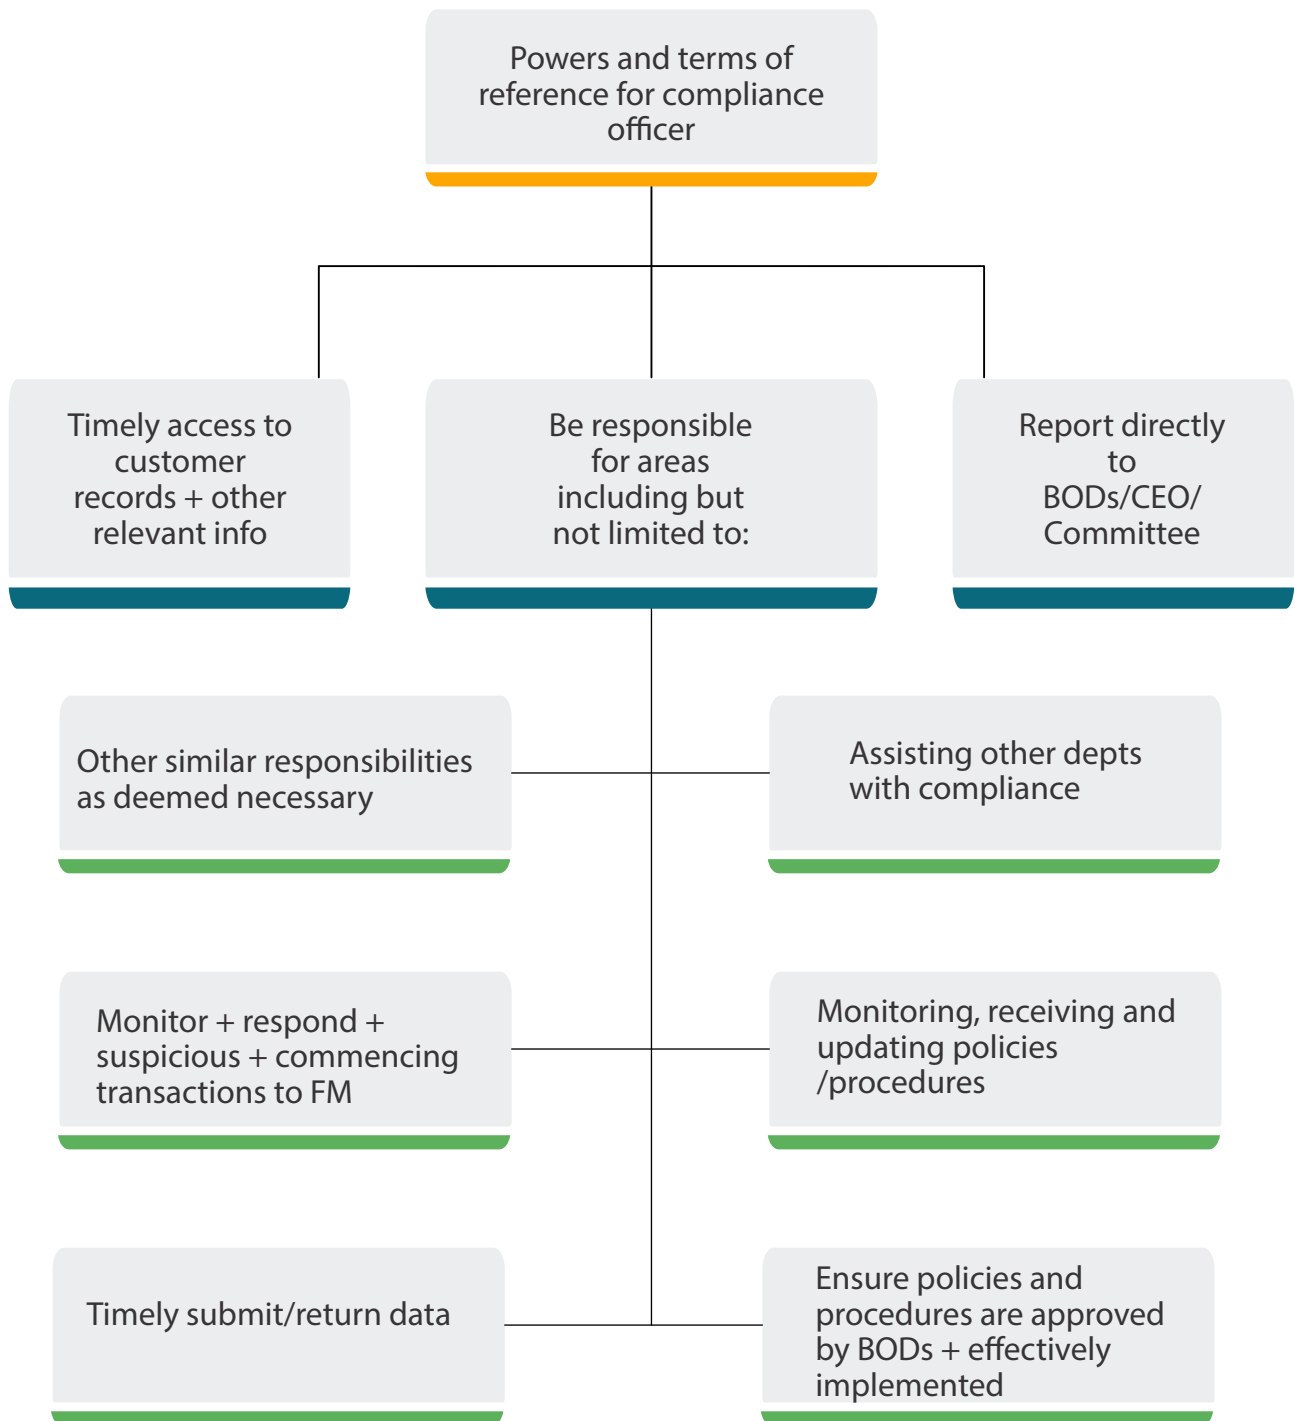 Powers and terms of
reference for compliance
officer
Timely access to
customer
records + other
relevant info
Be responsible
for areas
including but
not limited to:
Report directly
to
BODs/CEO/
Committee
Other similar responsibilities
as deemed necessary
Assisting other depts
with compliance
Monitor + respond +
suspicious + commencing
transactions to FM
Monitoring, receiving and
updating policies
/procedures
Timely submit/return data
Ensure policies and
procedures are approved
by BODs + effectively
implemented